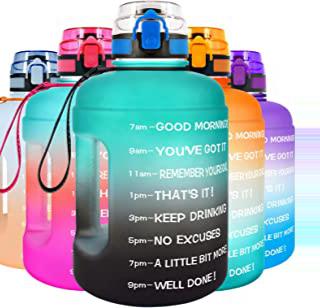 7am–GOOD MORNING
9am–YOU'VE GOT IT
11am–REMEMBER YOUR GOAL
1pm–THAT'S IT!
3pm–KEEP DRINKING
5pm–NO EXCUSES
7pm–A LITTLE BIT MORE
9pm–WELL DONE!